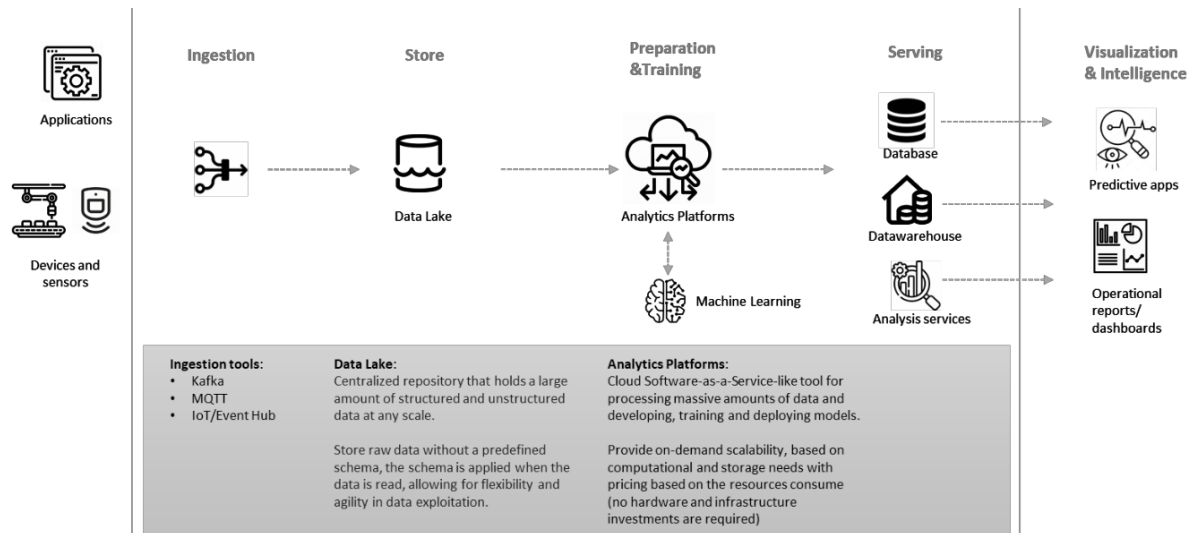 Ingestion
Store
Preparation
&Training
Serving
Visualization
& Intelligence
Applications
Devices and
sensors
Data Lake
Analytics Platforms
Machine Learning
Database
Datawarehouse
Analysis services
Predictive apps
Operational
reports/
dashboards
Ingestion tools:
• Kafka
• MQTT
• IoT/Event Hub
Data Lake:
Centralized repository that holds a large
amount of structured and unstructured
data at any scale.
Store raw data without a predefined
schema, the schema is applied when the
data is read, allowing for flexibility and
agility in data exploitation.
Analytics Platforms:
Cloud Software-as-a-Service-like tool for
processing massive amounts of data and
developing, training and deploying models.
Provide on-demand scalability, based on
computational and storage needs with
pricing based on the resources consume
(no hardware and infrastructure
investments are required)